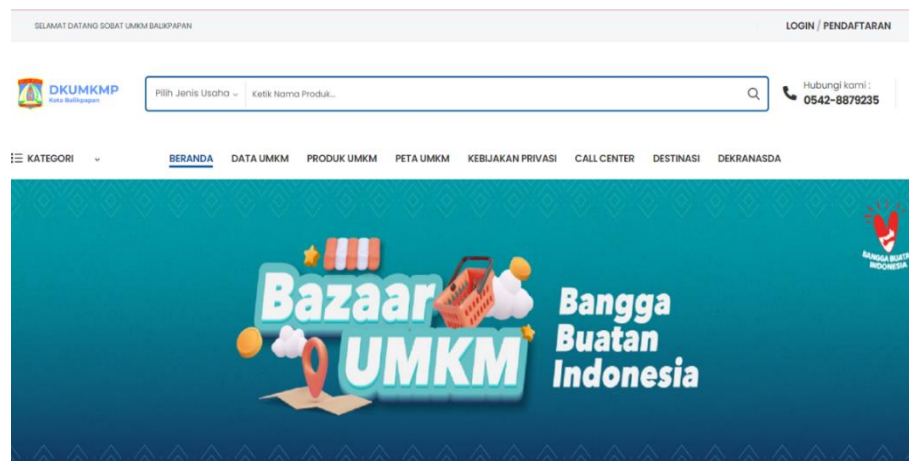 SELAMAT DATANG SOBAT UMKM BALIKPAPAN
LOGIN / PENDAFTARAN
DKUMKMP
Kota Balikpapan
Pilih Jenis Usaha
Ketik Nama Produk...
Hubungi kami :
0542-8879235
KATEGORI
BERANDA DATA UMKM PRODUK UMKM PETA UMKM KEBIJAKAN PRIVASI CALL CENTER DESTINASI DEKRANASDA
Bazaar
UMKM
Bangga
Buatan
Indonesia
BANGGA BUATAN
INDONESIA